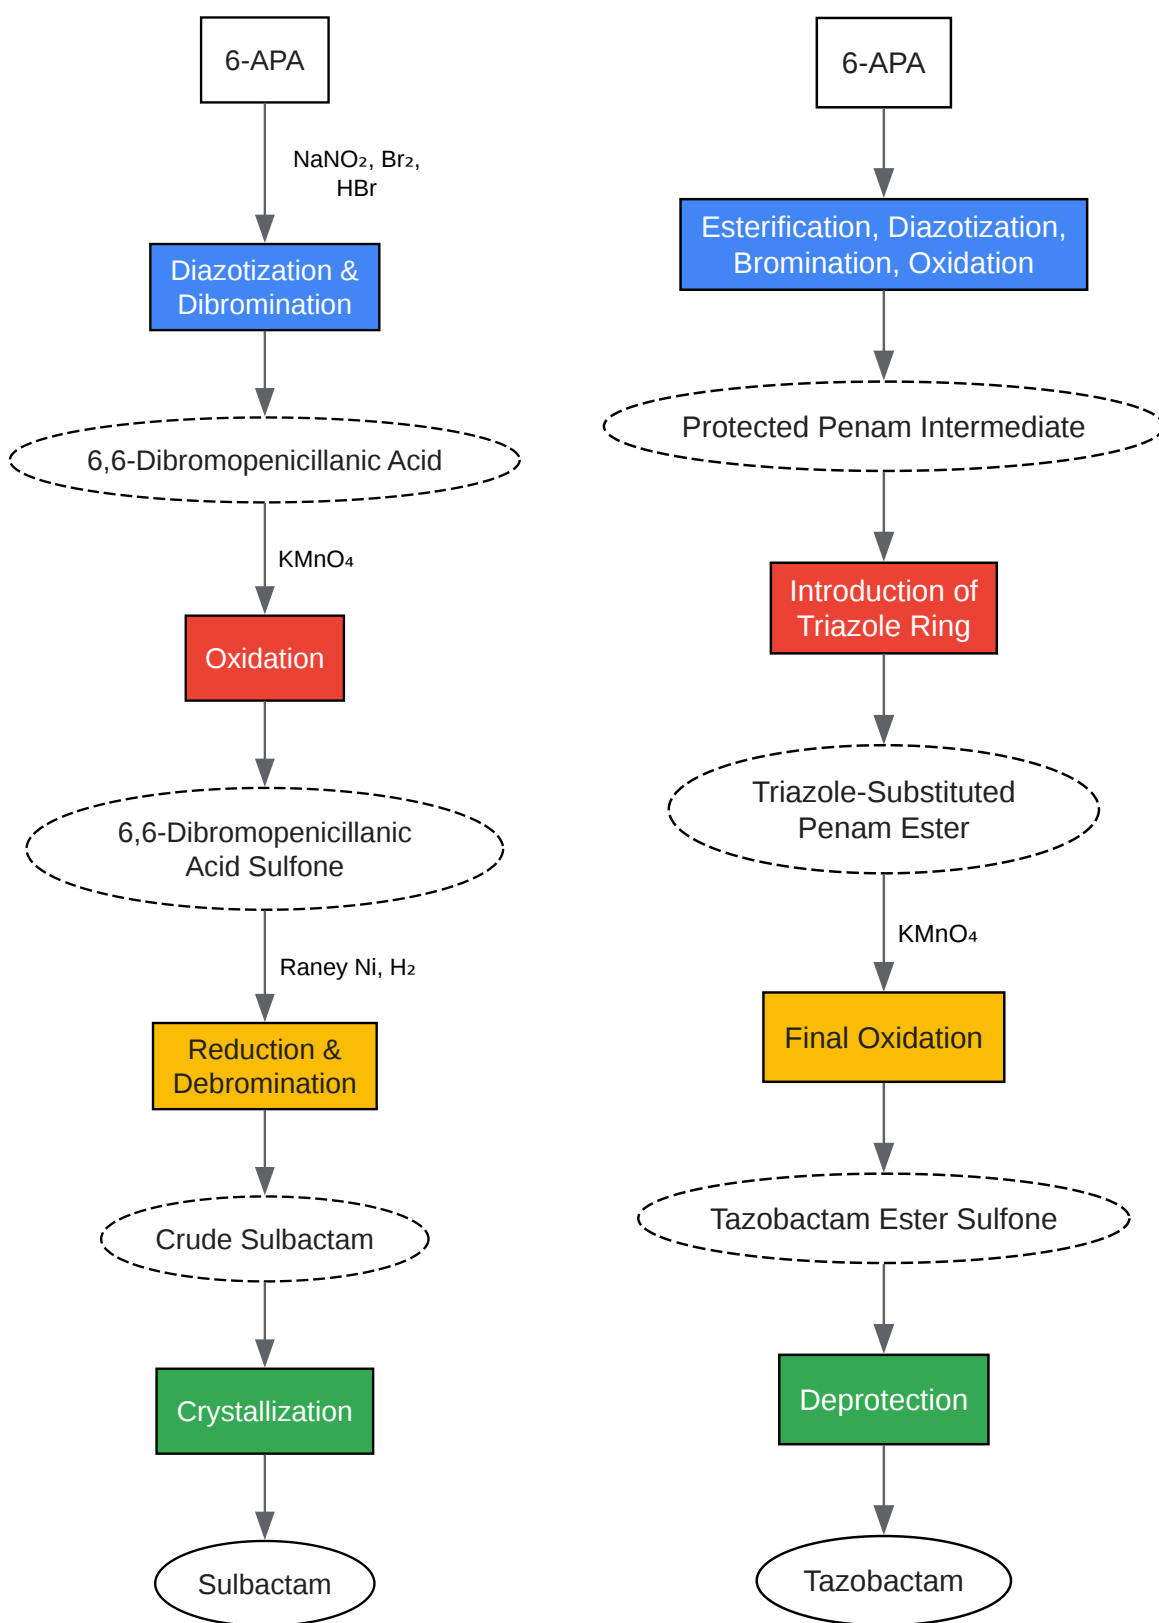 6-APA
NaNO₂, Br₂,
HBr
Diazotization &
Dibromination
6,6-Dibromopenicillanic Acid
KMnO₄
Oxidation
6,6-Dibromopenicillanic
Acid Sulfone
Raney Ni, H₂
Reduction &
Debromination
Crude Sulbactam
Crystallization
Sulbactam
6-APA
Esterification, Diazotization,
Bromination, Oxidation
Protected Penam Intermediate
Introduction of
Triazole Ring
Triazole-Substituted
Penam Ester
KMnO₄
Final Oxidation
Tazobactam Ester Sulfone
Deprotection
Tazobactam